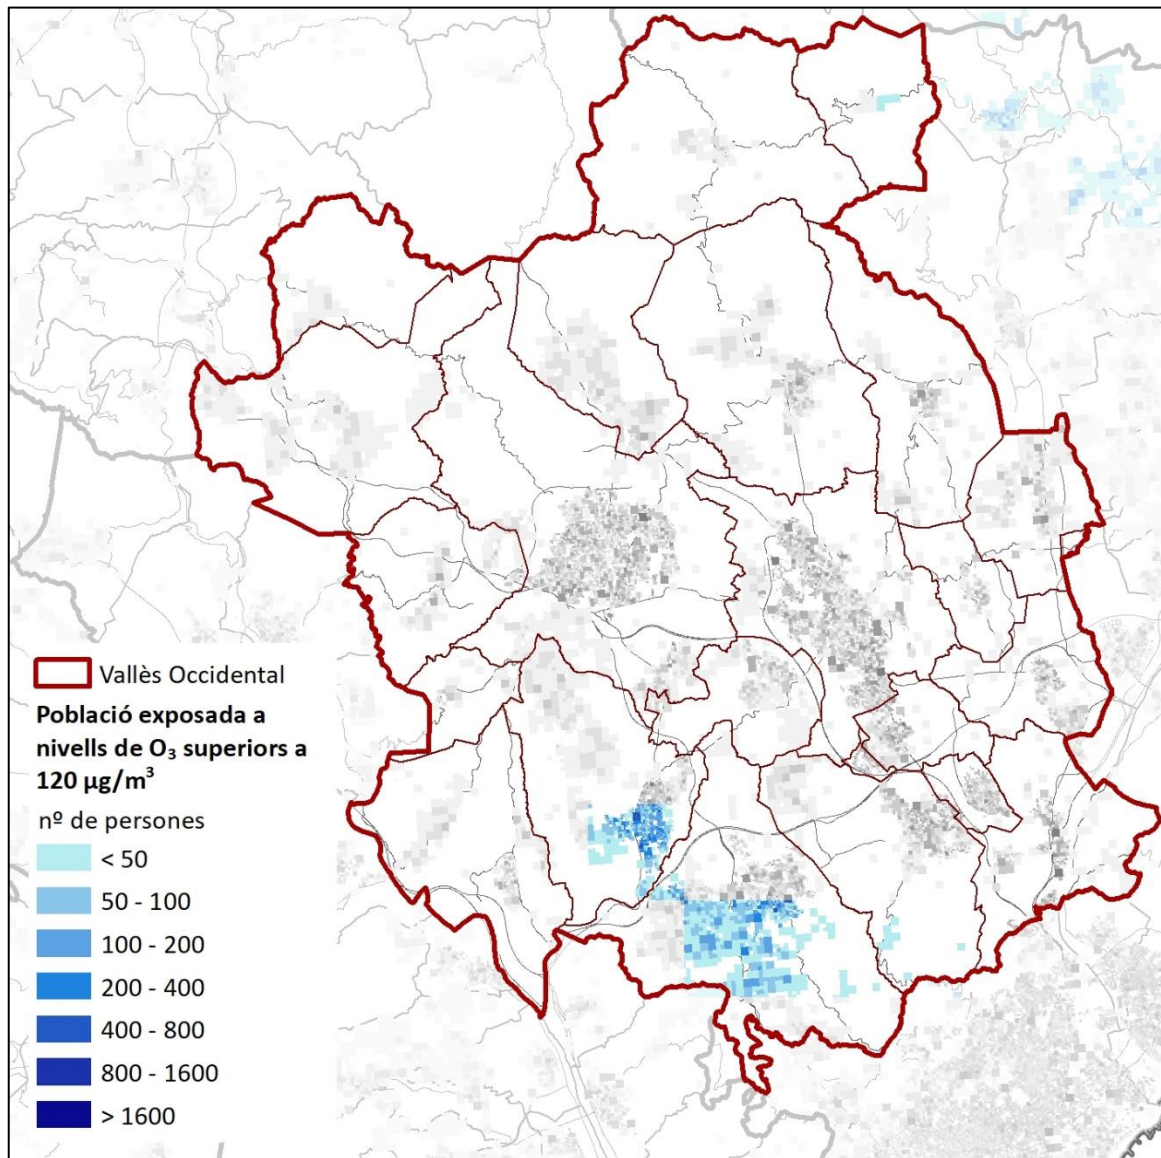 Vallès Occidental
Població exposada a
nivells de O₃ superiors a
120 µg/m³
nº de persones
< 50
50 - 100
100 - 200
200 - 400
400 - 800
800 - 1600
> 1600